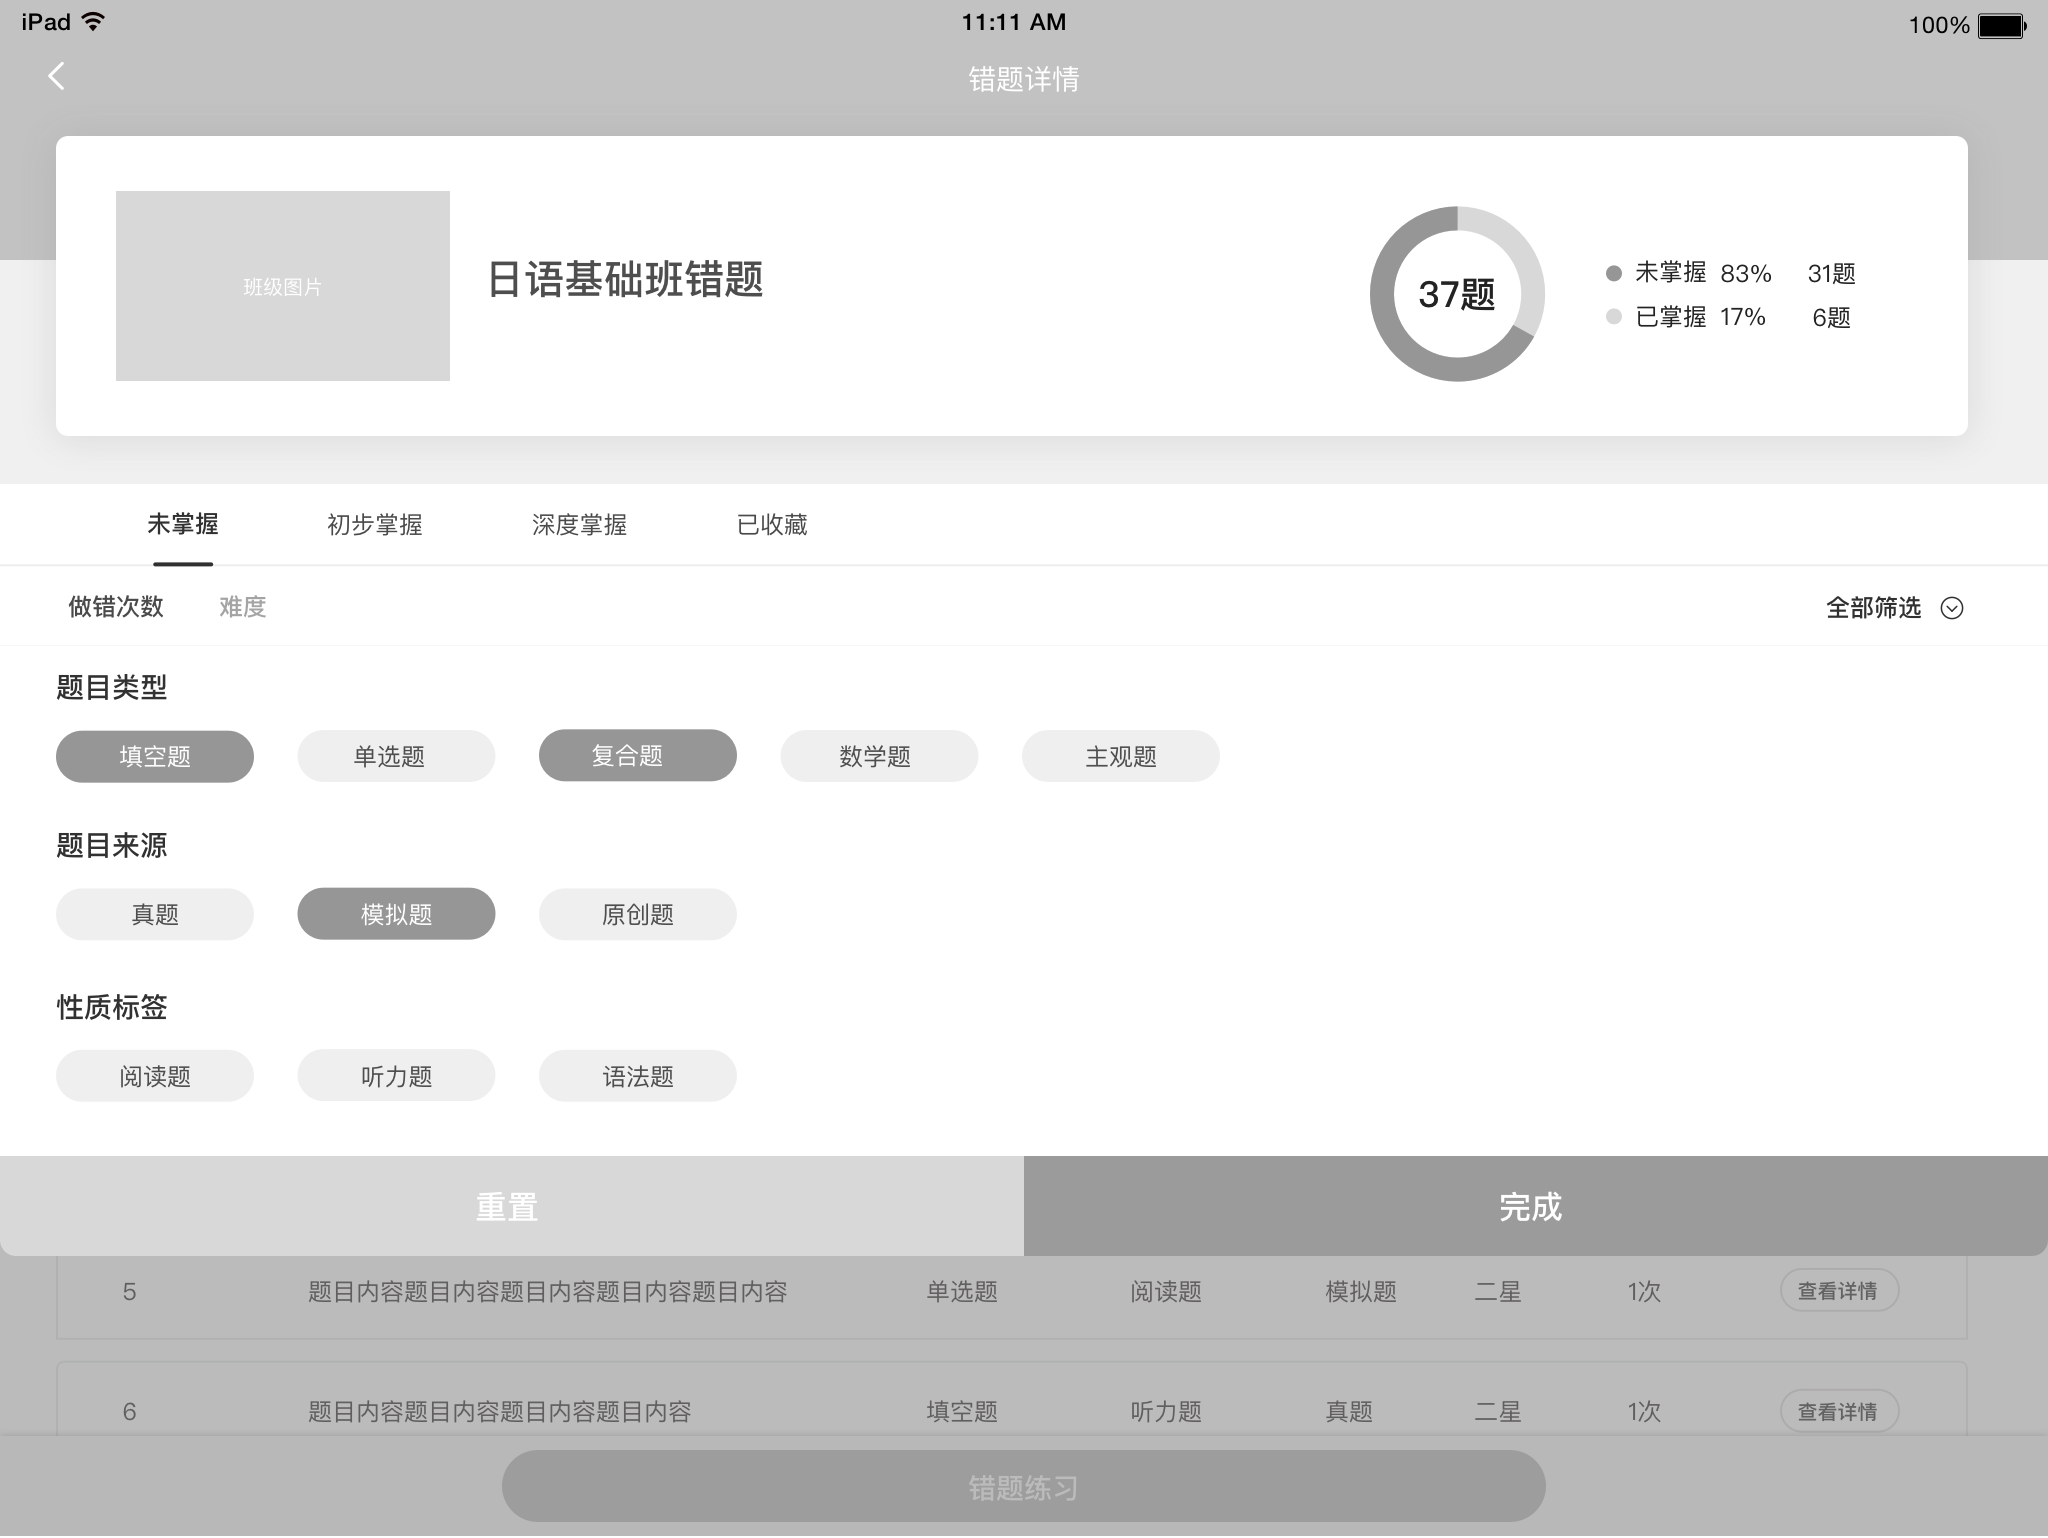 iPad 11:11 AM 100%
错题详情
班级图片
日语基础班错题
37题
未掌握 83% 31题
已掌握 17% 6题
未掌握 初步掌握 深度掌握 已收藏
做错次数 难度 全部筛选
题目类型
填空题 单选题 复合题 数学题 主观题
题目来源
真题 模拟题 原创题
性质标签
阅读题 听力题 语法题
重置 完成
5 题目内容题目内容题目内容题目内容题目内容 单选题 阅读题 模拟题 二星 1次 查看详情
6 题目内容题目内容题目内容题目内容 填空题 听力题 真题 二星 1次 查看详情
错题练习